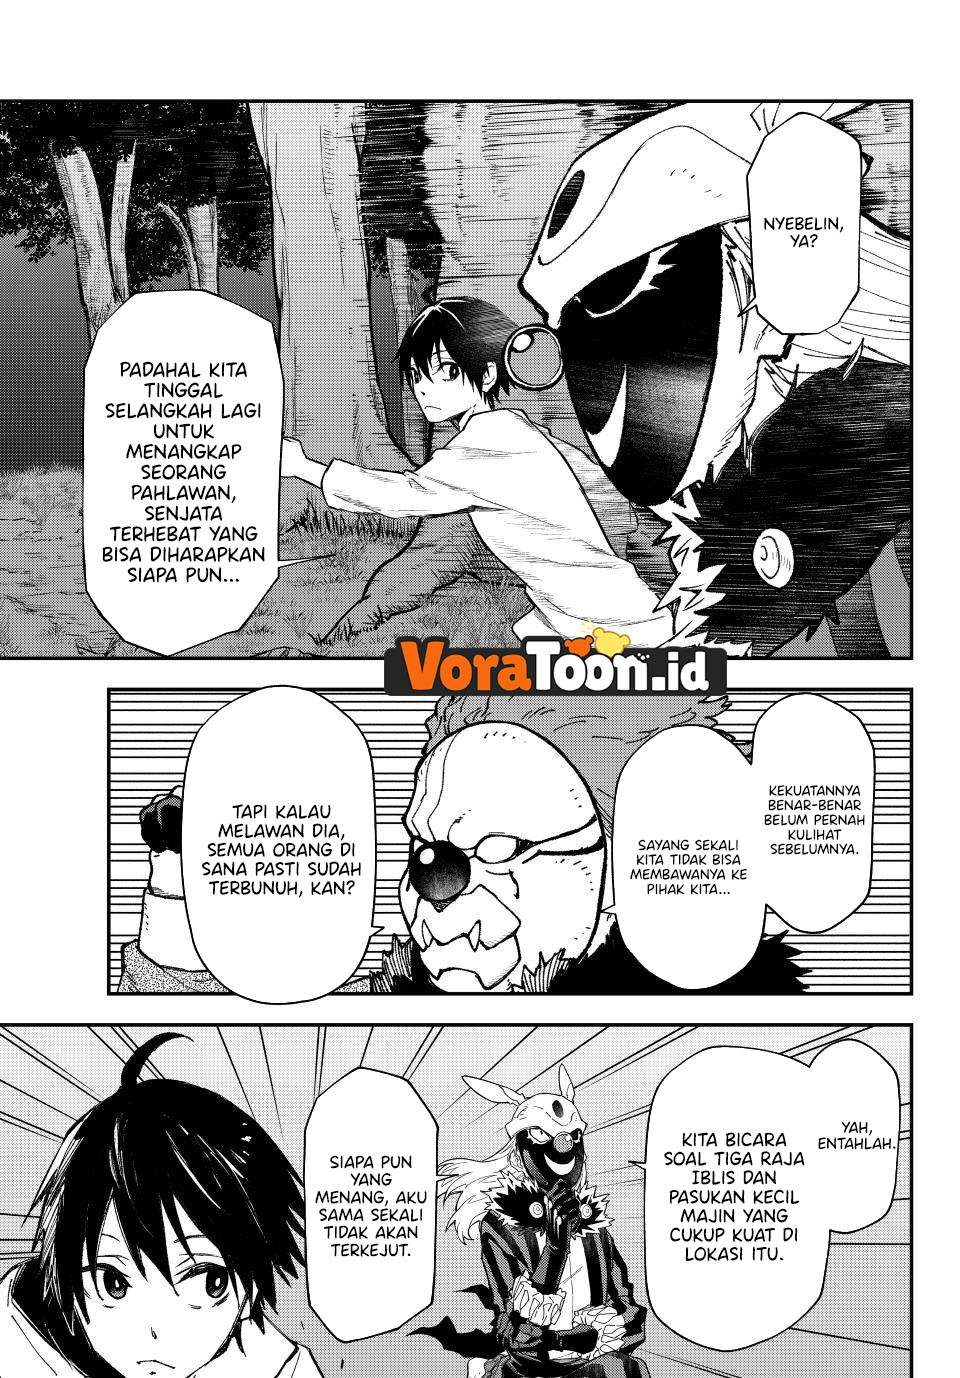 NYEBELIN,
YA?
PADAHAL KITA
TINGGAL
SELANGKAH LAGI
UNTUK
MENANGKAP
SEORANG
PAHLAWAN,
SENJATA
TERHEBAT YANG
BISA DIHARAPKAN
SIAPA PUN...
VoraToon.id
KEKUATANNYA
BENAR-BENAR
BELUM PERNAH
KULIHAT
SEBELUMNYA.
SAYANG SEKALI
KITA TIDAK BISA
MEMBAWANYA KE
PIHAK KITA...
TAPI KALAU
MELAWAN DIA,
SEMUA ORANG DI
SANA PASTI SUDAH
TERBUNUH, KAN?
YAH,
ENTAHLAH.
KITA BICARA
SOAL TIGA RAJA
IBLIS DAN
PASUKAN KECIL
MAJIN YANG
CUKUP KUAT DI
LOKASI ITU.
SIAPA PUN
YANG
MENANG, AKU
SAMA SEKALI
TIDAK AKAN
TERKEJUT.